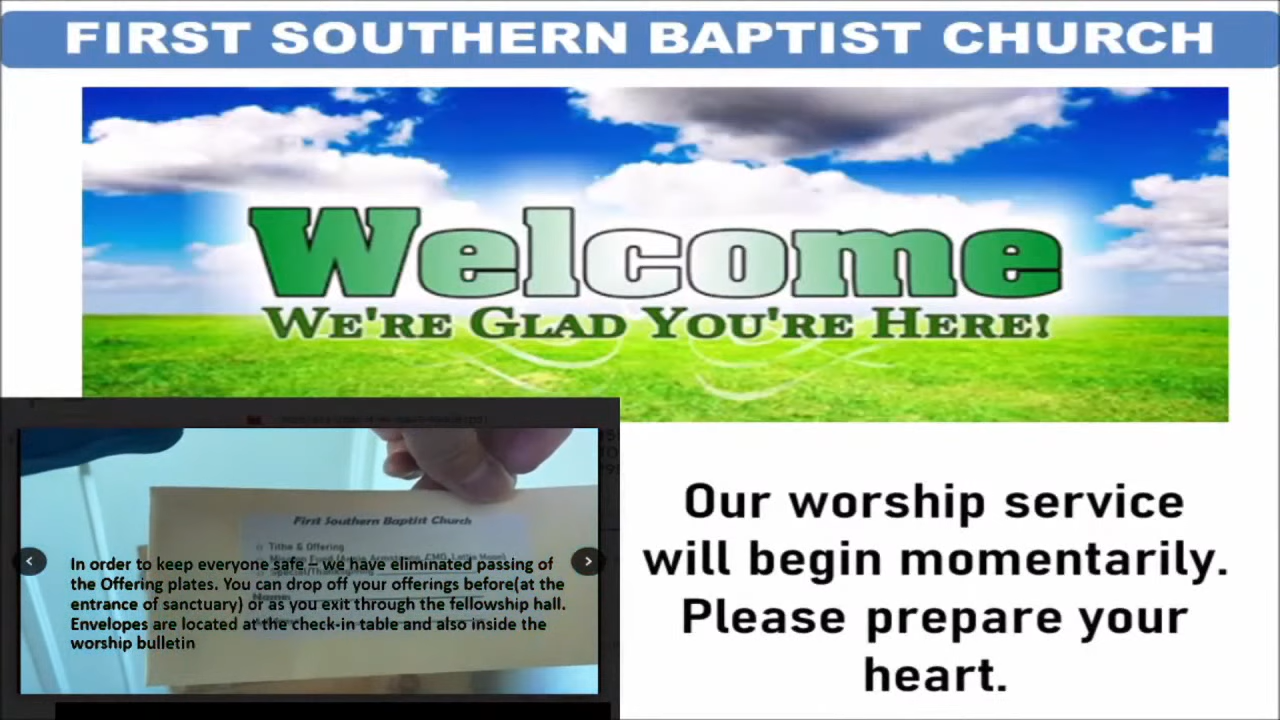 FIRST SOUTHERN BAPTIST CHURCH
Welcome
WE'RE GLAD YOU'RE HERE!
First Southern Baptist Church
Tithe & Offering
In order to keep everyone safe – we have eliminated passing of
the Offering plates. You can drop off your offerings before(at the
entrance of sanctuary) or as you exit through the fellowship hall.
Envelopes are located at the check-in table and also inside the
worship bulletin
Our worship service
will begin momentarily.
Please prepare your
heart.